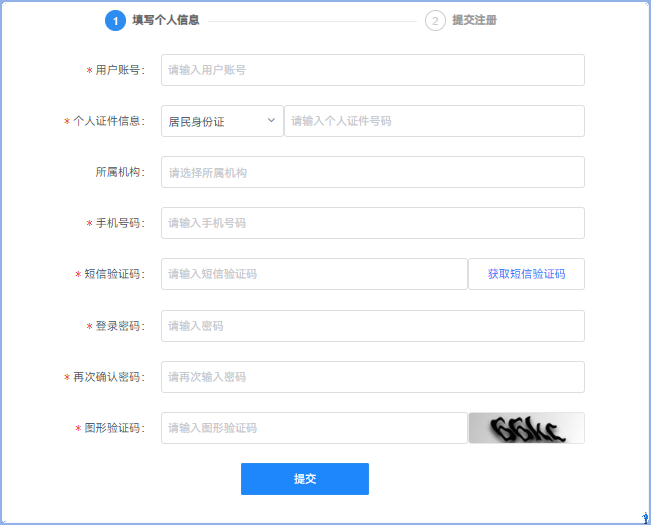 1 填写个人信息 2 提交注册
* 用户账号： 请输入用户账号
* 个人证件信息： 居民身份证 请输入个人证件号码
所属机构： 请选择所属机构
* 手机号码： 请输入手机号码
* 短信验证码： 请输入短信验证码 获取短信验证码
* 登录密码： 请输入密码
* 再次确认密码： 请再次输入密码
* 图形验证码： 请输入图形验证码
提交